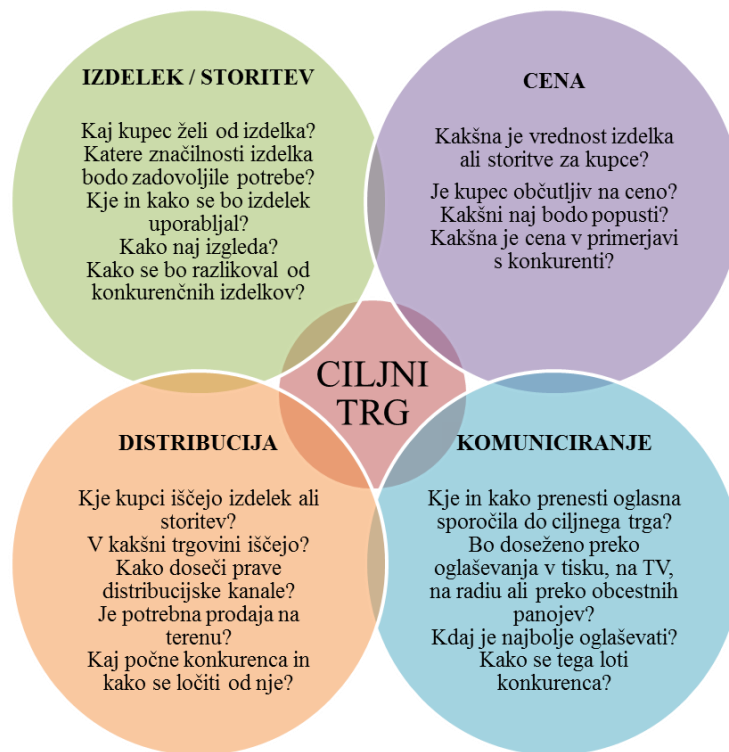 IZDELEK / STORITEV
Kaj kupec želi od izdelka?
Katere značilnosti izdelka
bodo zadovoljile potrebe?
Kje in kako se bo izdelek
uporabljal?
Kako naj izgleda?
Kako se bo razlikoval od
konkurenčnih izdelkov?
CENA
Kakšna je vrednost izdelka
ali storitve za kupce?
Je kupec občutljiv na ceno?
Kakšni naj bodo popusti?
Kakšna je cena v primerjavi
s konkurenti?
CILJNI
TRG
DISTRIBUCIJA
Kje kupci iščejo izdelek ali
storitev?
V kakšni trgovini iščejo?
Kako doseči prave
distribucijske kanale?
Je potrebna prodaja na
terenu?
Kaj počne konkurenca in
kako se ločiti od nje?
KOMUNICIRANJE
Kje in kako prenesti oglasna
sporočila do ciljnega trga?
Bo doseženo preko
oglaševanja v tisku, na TV,
na radiu ali preko obcestnih
panojev?
Kdaj je najbolje oglaševati?
Kako se tega loti
konkurenca?